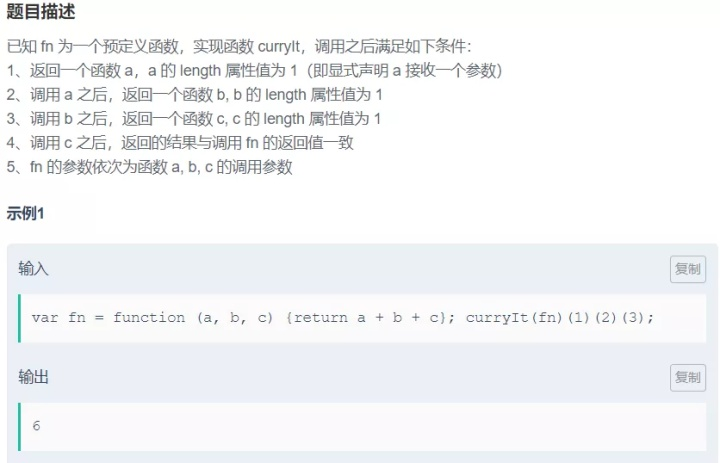 题目描述
已知 fn 为一个预定义函数，实现函数 curryIt，调用之后满足如下条件：
1、返回一个函数 a，a 的 length 属性值为 1（即显式声明 a 接收一个参数）
2、调用 a 之后，返回一个函数 b, b 的 length 属性值为 1
3、调用 b 之后，返回一个函数 c, c 的 length 属性值为 1
4、调用 c 之后，返回的结果与调用 fn 的返回值一致
5、fn 的参数依次为函数 a, b, c 的调用参数
示例1
输入 复制
var fn = function (a, b, c) {return a + b + c}; curryIt(fn)(1)(2)(3);
输出 复制
6